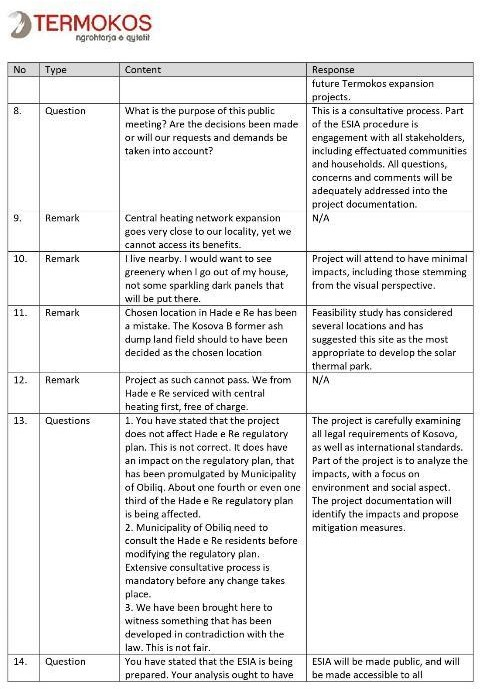 TERMOKOS
ngrohtorja e qytetit
No Type Content Response
future Termokos expansion
projects.
8. Question What is the purpose of this public This is a consultative process. Part
meeting? Are the decisions been made of the ESIA procedure is
or will our requests and demands be engagement with all stakeholders,
taken into account? including effectuated communities
and households. All questions,
concerns and comments will be
adequately addressed into the
project documentation.
9. Remark Central heating network expansion N/A
goes very close to our locality, yet we
cannot access its benefits.
10. Remark I live nearby. I would want to see Project will attend to have minimal
greenery when I go out of my house, impacts, including those stemming
not some sparkling dark panels that from the visual perspective.
will be put there.
11. Remark Chosen location in Hade e Re has been Feasibility study has considered
a mistake. The Kosova B former ash several locations and has
dump land field should to have been suggested this site as the most
decided as the chosen location appropriate to develop the solar
thermal park.
12. Remark Project as such cannot pass. We from N/A
Hade e Re serviced with central
heating first, free of charge.
13. Questions 1. You have stated that the project The project is carefully examining
does not affect Hade e Re regulatory all legal requirements of Kosovo,
plan. This is not correct. It does have as well as international standards.
an impact on the regulatory plan, that Part of the project is to analyze the
has been promulgated by Municipality impacts, with a focus on
of Obiliq. About one fourth or even one environment and social aspect.
third of the Hade e Re regulatory plan The project documentation will
is being affected. identify the impacts and propose
2. Municipality of Obiliq need to mitigation measures.
consult the Hade e Re residents before
modifying the regulatory plan.
Extensive consultative process is
mandatory before any change takes
place.
3. We have been brought here to
witness something that has been
developed in contradiction with the
law. This is not fair.
14. Question You have stated that the ESIA is being ESIA will be made public, and will
prepared. Your analysis ought to have be made accessible to all